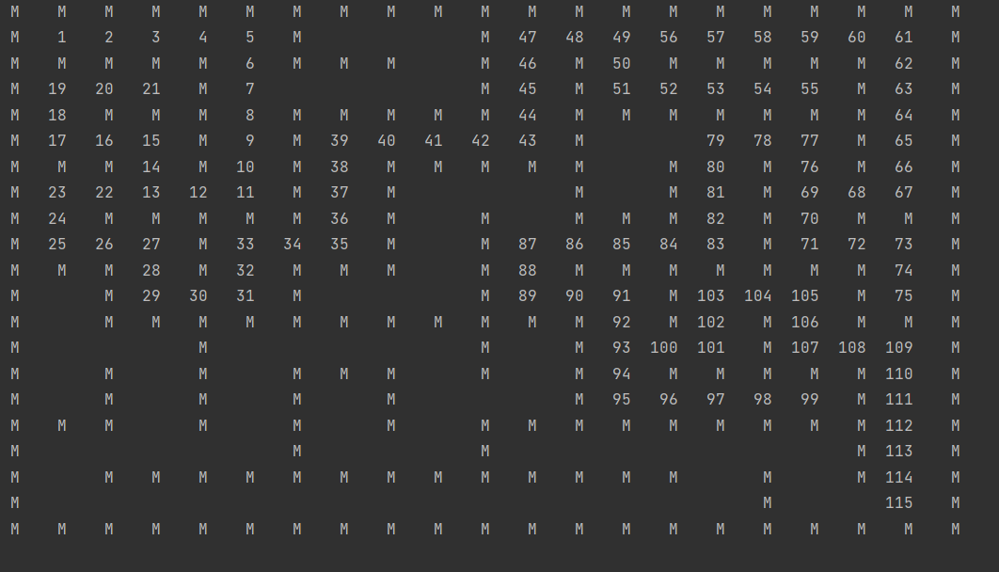 M M M M M M M M M M M M M M M M M M M M M
M 1 2 3 4 5 M M 47 48 49 56 57 58 59 60 61 M
M M M M M 6 M M M M 46 M 50 M M M M M 62 M
M 19 20 21 M 7 M 45 M 51 52 53 54 55 M 63 M
M 18 M M M 8 M M M M M 44 M M M M M M M 64 M
M 17 16 15 M 9 M 39 40 41 42 43 M 79 78 77 M 65 M
M M M 14 M 10 M 38 M M M M M M 80 M 76 M 66 M
M 23 22 13 12 11 M 37 M M M 81 M 69 68 67 M
M 24 M M M M M 36 M M M M M 82 M 70 M M M
M 25 26 27 M 33 34 35 M M 87 86 85 84 83 M 71 72 73 M
M M M 28 M 32 M M M M 88 M M M M M M M 74 M
M M 29 30 31 M M 89 90 91 M 103 104 105 M 75 M
M M M M M M M M M M M 92 M 102 M 106 M M M
M M M M 93 100 101 M 107 108 109 M
M M M M M M M M 94 M M M M M 110 M
M M M M M M 95 96 97 98 99 M 111 M
M M M M M M M M M M M M M M M 112 M
M M M M 113 M
M M M M M M M M M M M M M M M M 114 M
M M 115 M
M M M M M M M M M M M M M M M M M M M M M